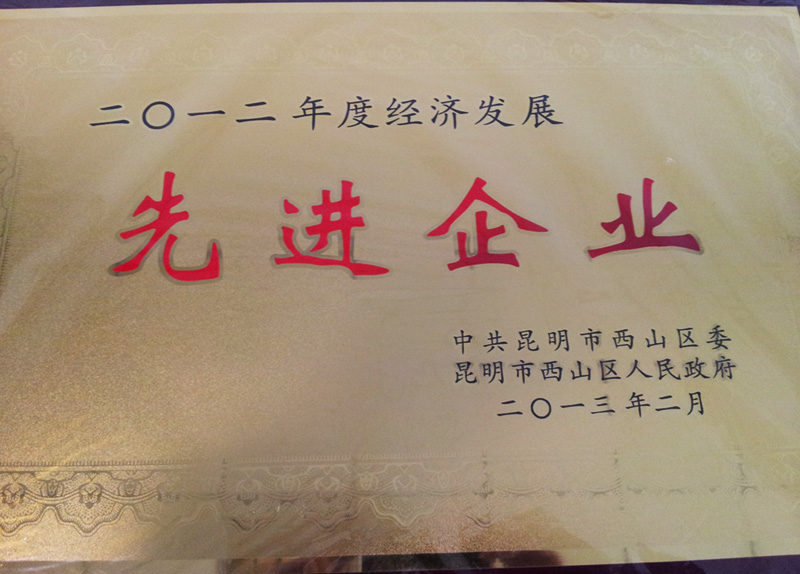 二〇一二年度经济发展
先进企业
中共昆明市西山区委
昆明市西山区人民政府
二〇一三年二月